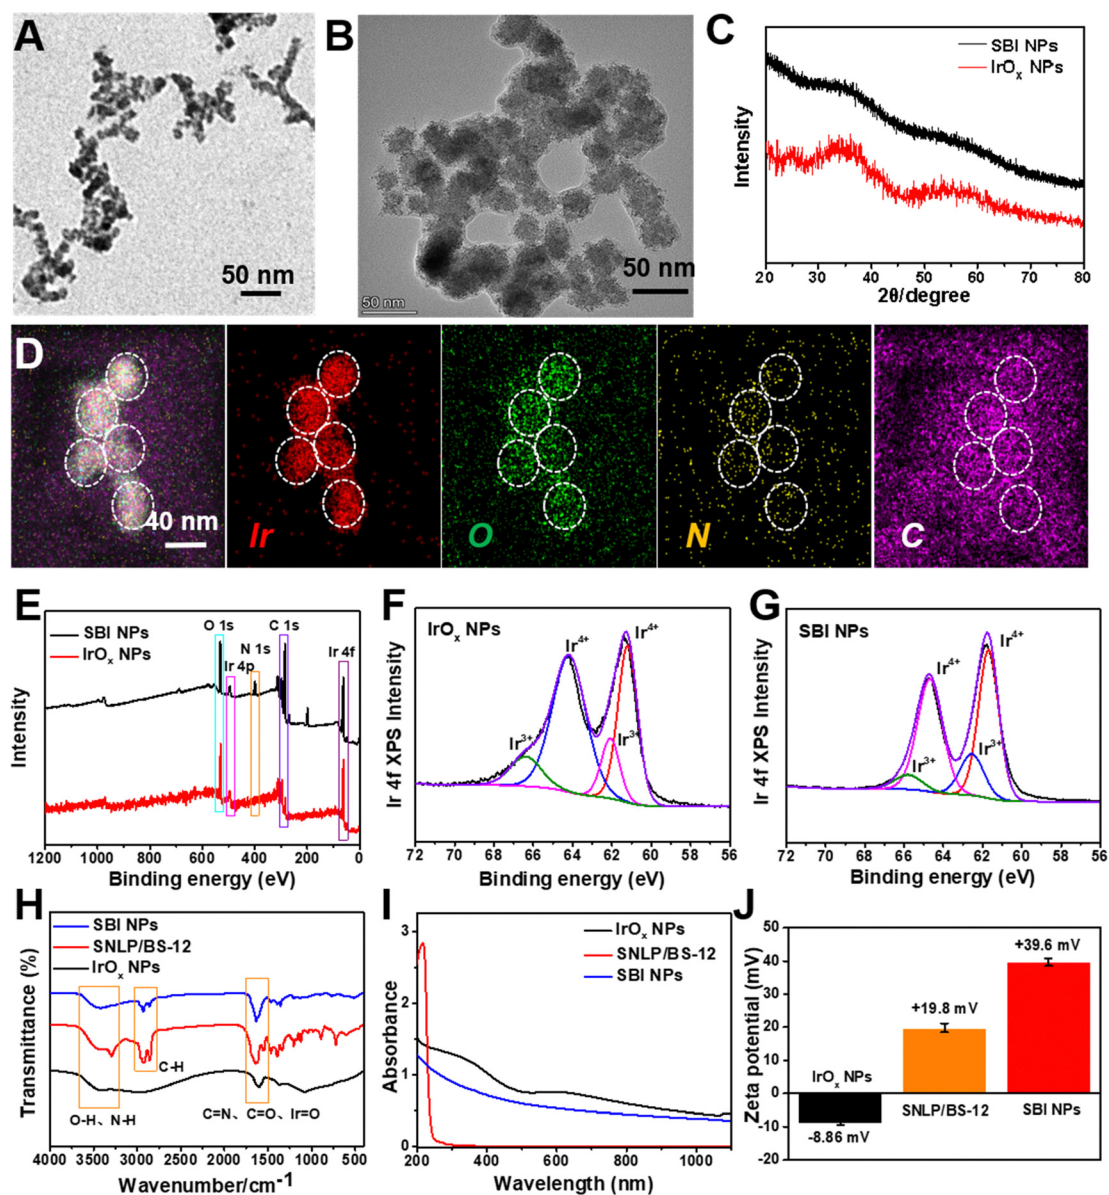 A
50 nm
B
50 nm
50 nm
C
SBI NPs
IrOx NPs
Intensity
20 30 40 50 60 70 80
2θ/degree
D
40 nm
Ir
O
N
C
E
SBI NPs
IrOx NPs
O 1s
Ir 4p
N 1s
C 1s
Ir 4f
Intensity
1200 1000 800 600 400 200 0
Binding energy (eV)
F
IrOx NPs
Ir4+
Ir4+
Ir3+
Ir3+
Ir 4f XPS Intensity
72 70 68 66 64 62 60 58 56
Binding energy (eV)
G
SBI NPs
Ir4+
Ir4+
Ir3+
Ir3+
Ir 4f XPS Intensity
72 70 68 66 64 62 60 58 56
Binding energy (eV)
H
SBI NPs
SNLP/BS-12
IrOx NPs
C-H
O-H、N-H
C=N、C=O、Ir=O
Transmittance (%)
4000 3500 3000 2500 2000 1500 1000 500
Wavenumber/cm-1
I
IrOx NPs
SNLP/BS-12
SBI NPs
Absorbance
3
2
1
0
200 400 600 800 1000
Wavelength (nm)
J
Zeta potential (mV)
50
40
30
20
10
0
-10
-20
IrOx NPs
-8.86 mV
+19.8 mV
SNLP/BS-12
+39.6 mV
SBI NPs